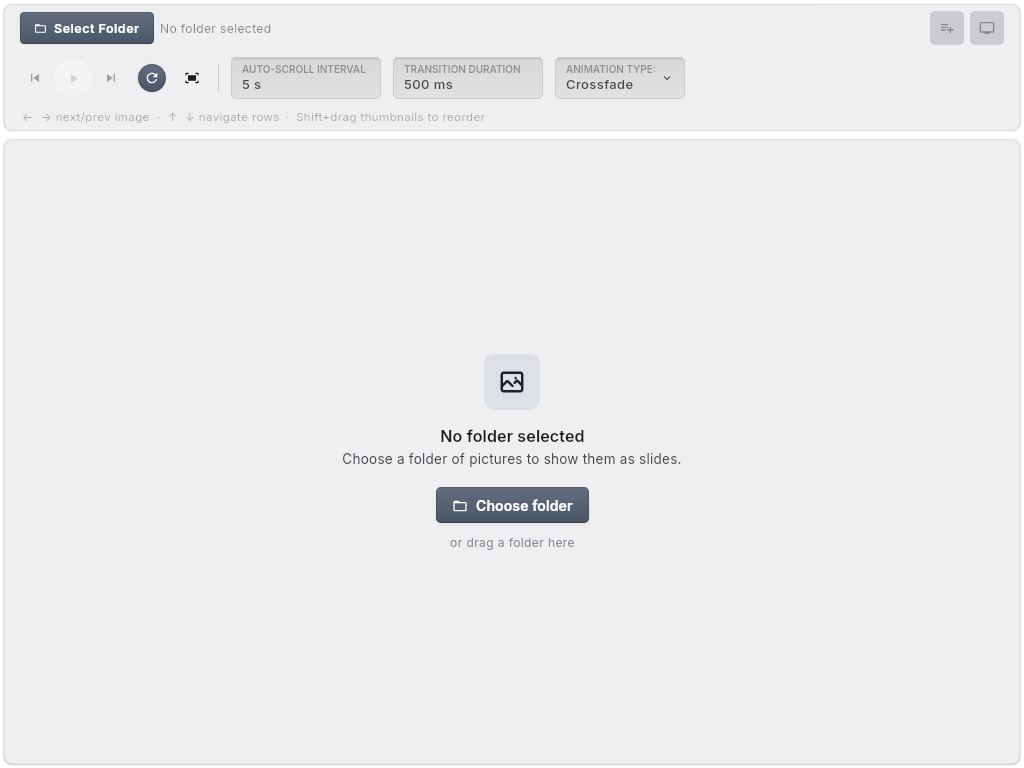 Select Folder
No folder selected
AUTO-SCROLL INTERVAL
5 s
TRANSITION DURATION
500 ms
ANIMATION TYPE:
Crossfade
← → next/prev image · ↑ ↓ navigate rows · Shift+drag thumbnails to reorder
No folder selected
Choose a folder of pictures to show them as slides.
Choose folder
or drag a folder here